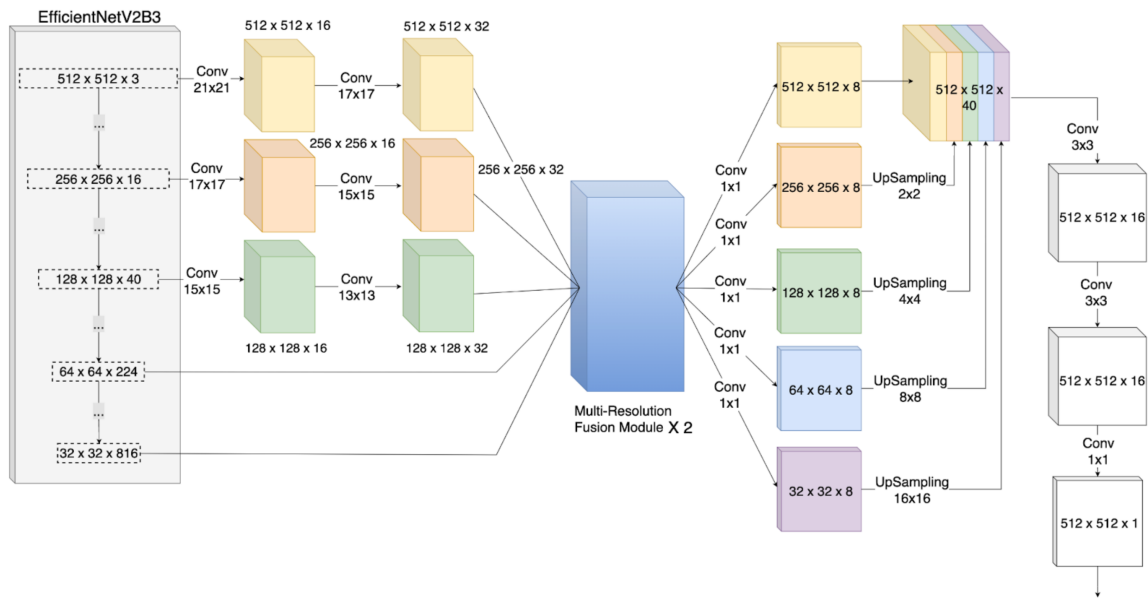 EfficientNetV2B3
512 x 512 x 3
...
256 x 256 x 16
...
128 x 128 x 40
...
64 x 64 x 224
...
32 x 32 x 816
Conv
21x21
512 x 512 x 16
Conv
17x17
512 x 512 x 32
Conv
17x17
256 x 256 x 16
Conv
15x15
256 x 256 x 32
Conv
15x15
128 x 128 x 16
Conv
13x13
128 x 128 x 32
Multi-Resolution
Fusion Module X 2
Conv
1x1
Conv
1x1
Conv
1x1
Conv
1x1
Conv
1x1
512 x 512 x 8
256 x 256 x 8
UpSampling
2x2
128 x 128 x 8
UpSampling
4x4
64 x 64 x 8
UpSampling
8x8
32 x 32 x 8
UpSampling
16x16
512 x 512 x
40
Conv
3x3
512 x 512 x 16
Conv
3x3
512 x 512 x 16
Conv
1x1
512 x 512 x 1